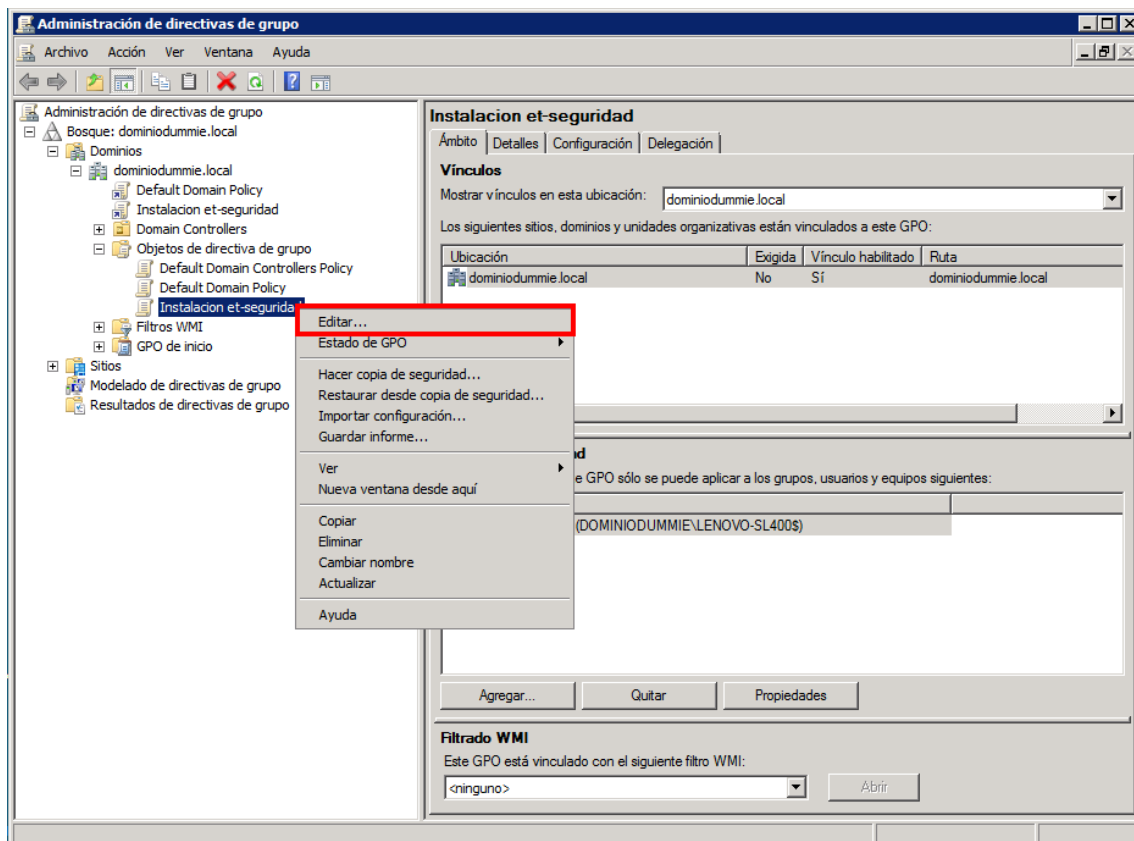 Administración de directivas de grupo
Archivo Acción Ver Ventana Ayuda
Administración de directivas de grupo
Bosque: dominiodummie.local
Dominios
dominiodummie.local
Default Domain Policy
Instalacion et-seguridad
Domain Controllers
Objetos de directiva de grupo
Default Domain Controllers Policy
Default Domain Policy
Instalacion et-seguridad
Filtros WMI
GPO de inicio
Sitios
Modelado de directivas de grupo
Resultados de directivas de grupo
Editar...
Estado de GPO
Hacer copia de seguridad...
Restaurar desde copia de seguridad...
Importar configuración...
Guardar informe...
Ver
Nueva ventana desde aquí
Copiar
Eliminar
Cambiar nombre
Actualizar
Ayuda
Instalacion et-seguridad
Ámbito Detalles Configuración Delegación
Vínculos
Mostrar vínculos en esta ubicación: dominiodummie.local
Los siguientes sitios, dominios y unidades organizativas están vinculados a este GPO:
Ubicación Exigida Vínculo habilitado Ruta
dominiodummie.local No Sí dominiodummie.local
e GPO sólo se puede aplicar a los grupos, usuarios y equipos siguientes:
(DOMINIODUMMIE\LENOVO-SL400$)
Agregar... Quitar Propiedades
Filtrado WMI
Este GPO está vinculado con el siguiente filtro WMI:
<ninguno> Abrir